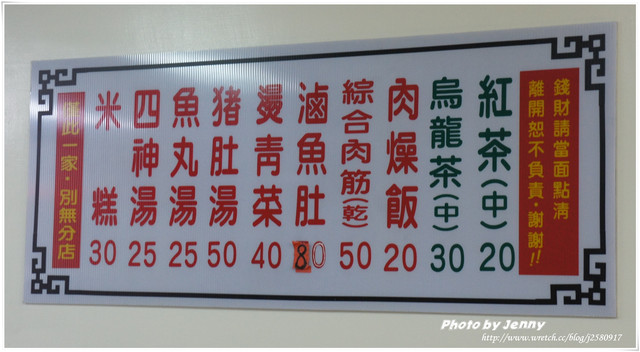 錢財請當面點清
離開恕不負責·謝謝!!
紅茶(中) 20
烏龍茶(中) 30
肉燥飯 20
綜合肉筋(乾) 50
滷魚肚 80
燙青菜 40
猪肚湯 50
魚丸湯 25
四神湯 25
米糕 30
僅此一家·別無分店
Photo by Jenny
http://www.wretch.cc/blog/j2580917